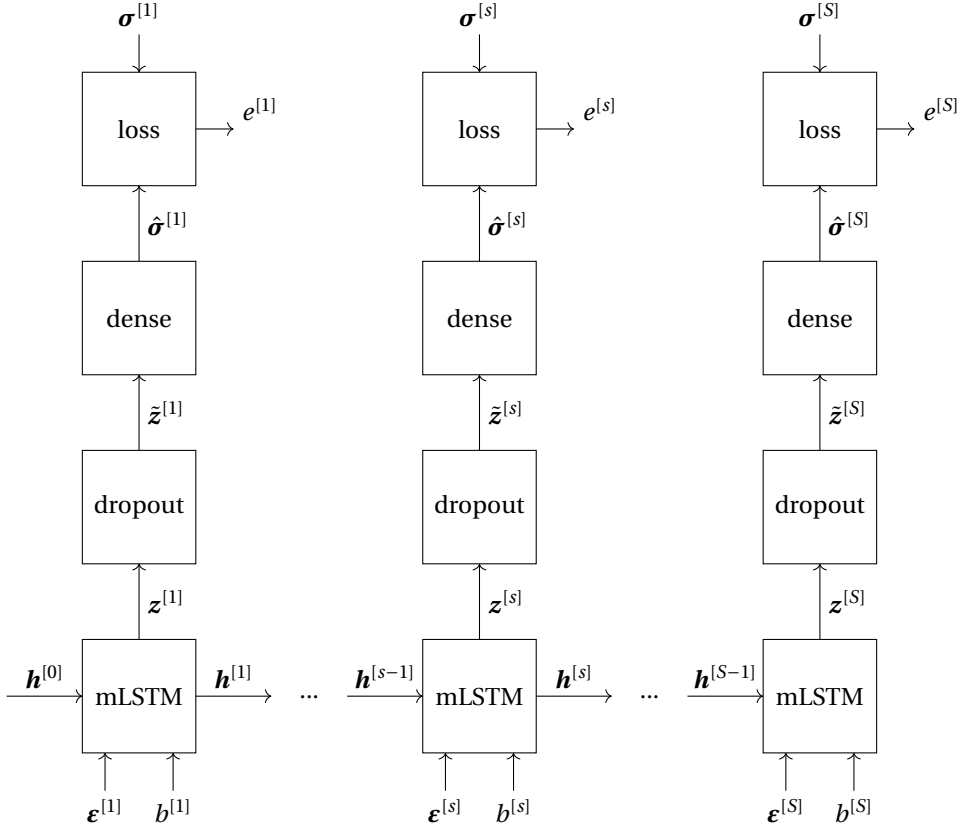 𝝈^[1] 𝝈^[s] 𝝈^[S]
loss e^[1] loss e^[s] loss e^[S]
𝝈̂^[1] 𝝈̂^[s] 𝝈̂^[S]
dense dense dense
𝒛̃^[1] 𝒛̃^[s] 𝒛̃^[S]
dropout dropout dropout
𝒛^[1] 𝒛^[s] 𝒛^[S]
𝒉^[0] mLSTM 𝒉^[1] ... 𝒉^[s−1] mLSTM 𝒉^[s] ... 𝒉^[S−1] mLSTM
𝜺^[1] b^[1] 𝜺^[s] b^[s] 𝜺^[S] b^[S]